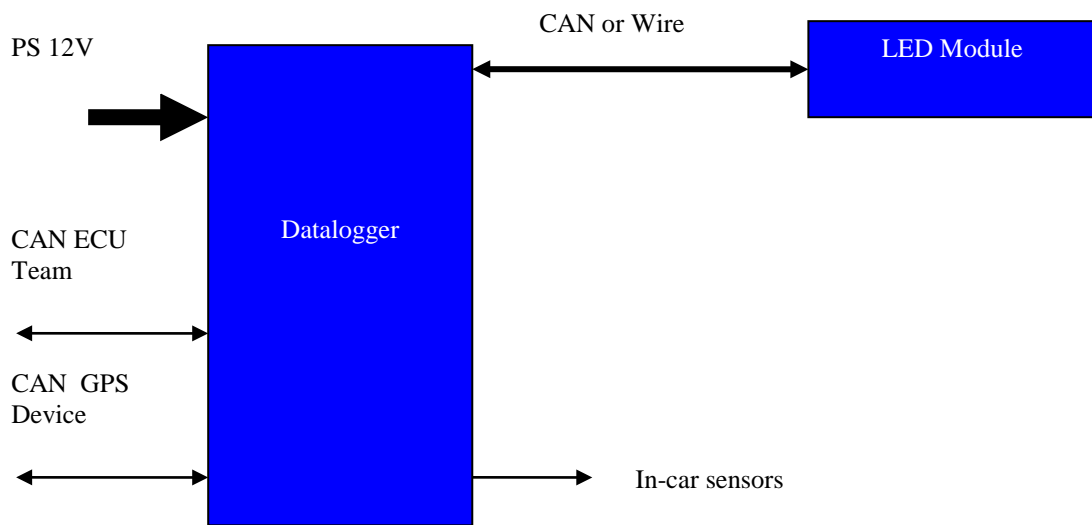 CAN or Wire
PS 12V
LED Module
Datalogger
CAN ECU
Team
CAN  GPS
Device
In-car sensors